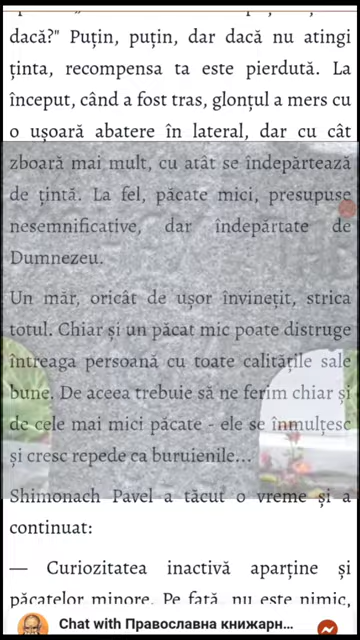 dacă?" Puțin, puțin, dar dacă nu atingi
ținta, recompensa ta este pierdută. La
început, când a fost tras, glonțul a mers cu
o ușoară abatere în lateral, dar cu cât
zboară mai mult, cu atât se îndepărtează
de țintă. La fel, păcate mici, presupuse
nesemnificative, dar îndepărtate de
Dumnezeu.
Un măr, oricât de ușor învinețit, strica
totul. Chiar și un păcat mic poate distruge
întreaga persoană cu toate calitățile sale
bune. De aceea trebuie să ne ferim chiar și
de cele mai mici păcate - ele se înmulțesc
și cresc repede ca buruienile...
Shimonach Pavel a tăcut o vreme și a
continuat:
— Curiozitatea inactivă aparține și
păcatelor minore. Pe față, nu este nimic,
Chat with Православна книжарн...